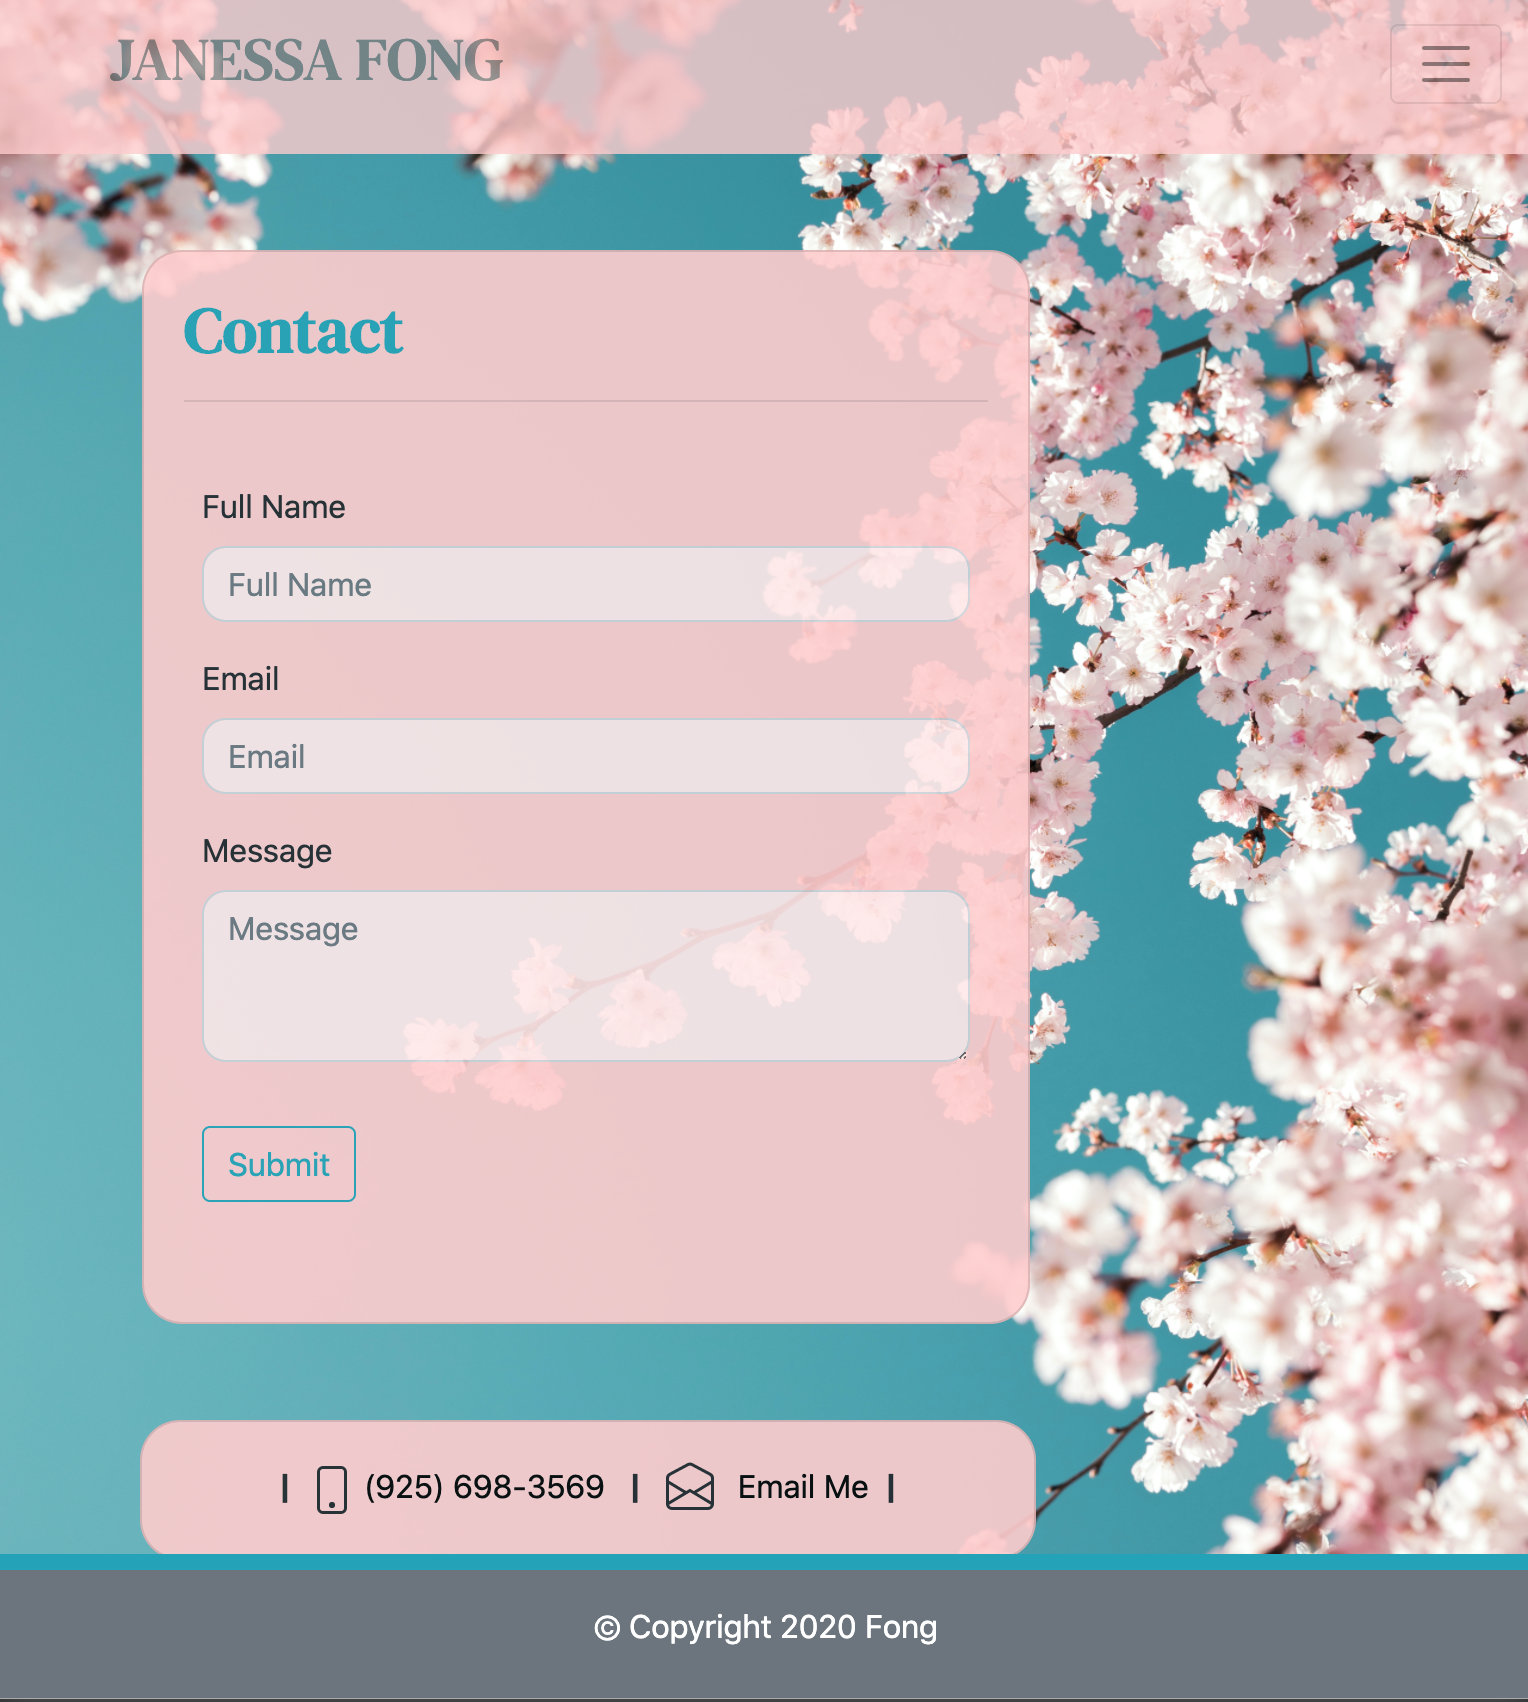 JANESSA FONG
Contact
Full Name
Full Name
Email
Email
Message
Message
Submit
| (925) 698-3569 | Email Me |
© Copyright 2020 Fong